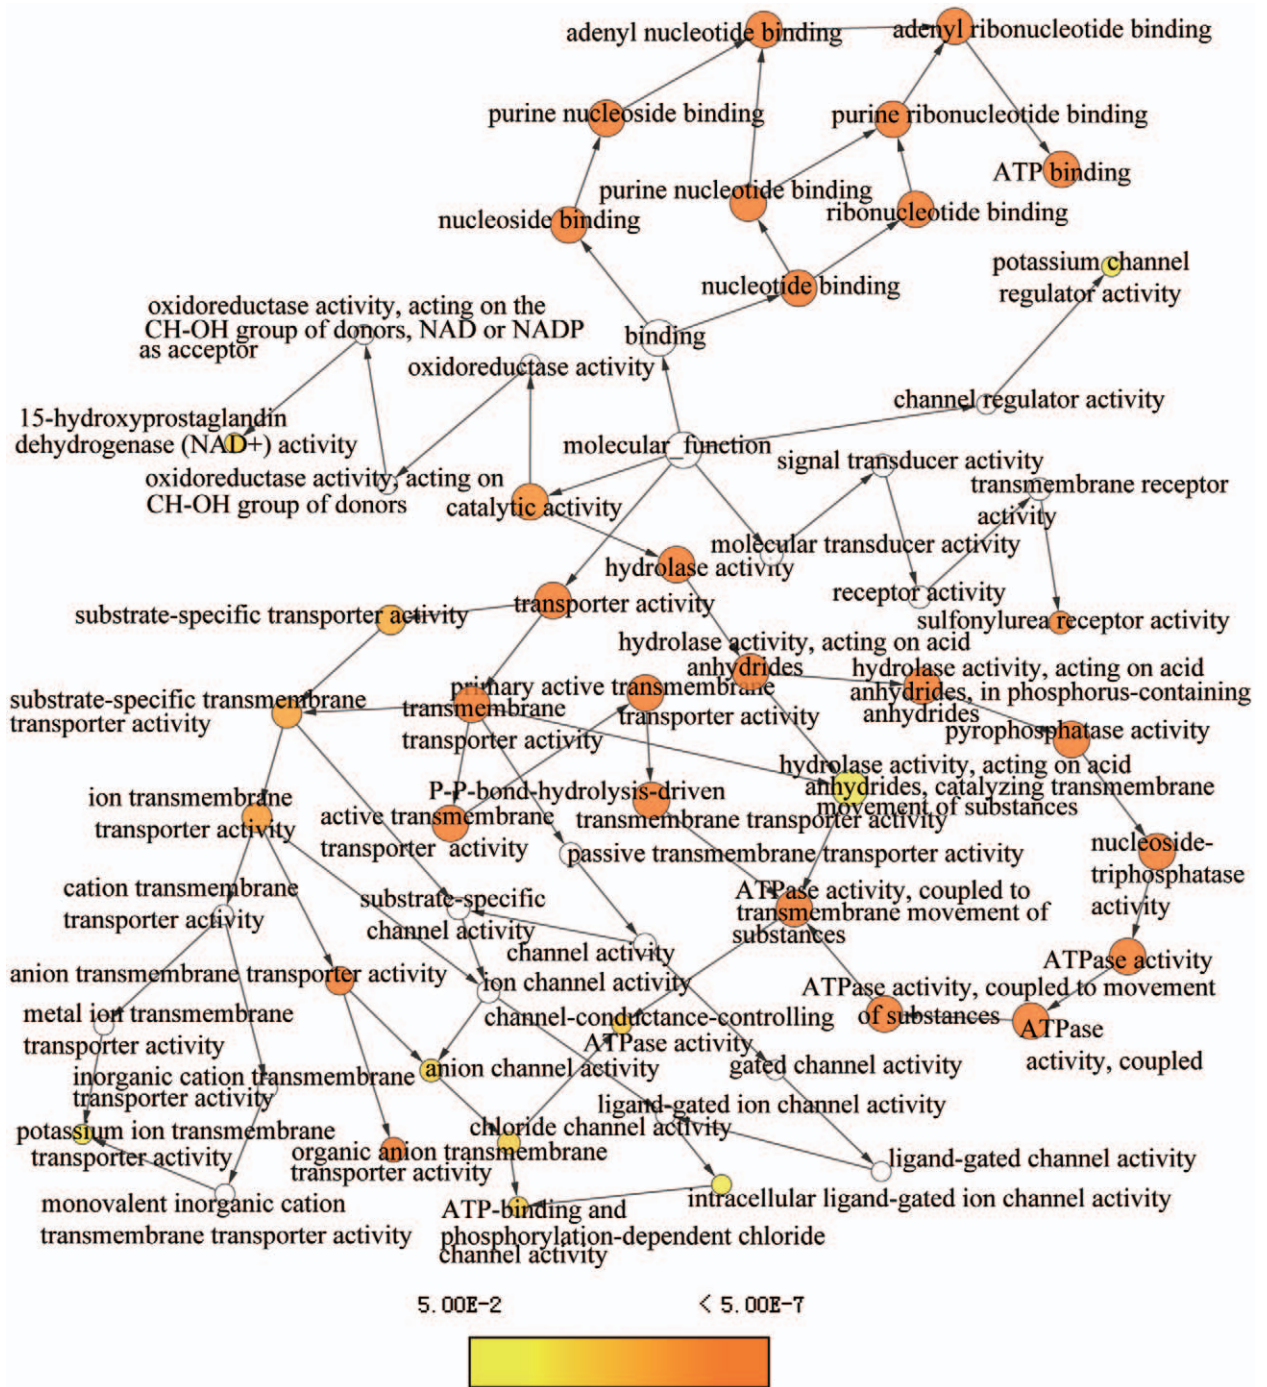 adenyl nucleotide binding
adenyl ribonucleotide binding
purine nucleoside binding
purine ribonucleotide binding
ATP binding
purine nucleotide binding
nucleoside binding
ribonucleotide binding
potassium channel
regulator activity
nucleotide binding
oxidoreductase activity, acting on the
CH-OH group of donors, NAD or NADP
as acceptor
binding
oxidoreductase activity
channel regulator activity
15-hydroxyprostaglandin
dehydrogenase (NAD+) activity
molecular_function
signal transducer activity
oxidoreductase activity, acting on
CH-OH group of donors
transmembrane receptor
activity
catalytic activity
molecular transducer activity
hydrolase activity
receptor activity
transporter activity
substrate-specific transporter activity
sulfonylurea receptor activity
hydrolase activity, acting on acid
anhydrides
hydrolase activity, acting on acid
anhydrides, in phosphorus-containing
anhydrides
substrate-specific transmembrane
transporter activity
primary active transmembrane
transporter activity
transmembrane
transporter activity
pyrophosphatase activity
hydrolase activity, acting on acid
anhydrides, catalyzing transmembrane
movement of substances
P-P-bond-hydrolysis-driven
transmembrane transporter activity
ion transmembrane
transporter activity
active transmembrane
transporter activity
nucleoside-
triphosphatase
activity
passive transmembrane transporter activity
cation transmembrane
transporter activity
substrate-specific
channel activity
ATPase activity, coupled to
transmembrane movement of
substances
channel activity
ATPase activity
anion transmembrane transporter activity
ion channel activity
ATPase activity, coupled to movement
of substances
metal ion transmembrane
transporter activity
channel-conductance-controlling
ATPase activity
ATPase
activity, coupled
anion channel activity
gated channel activity
inorganic cation transmembrane
transporter activity
ligand-gated ion channel activity
potassium ion transmembrane
transporter activity
chloride channel activity
organic anion transmembrane
transporter activity
ligand-gated channel activity
monovalent inorganic cation
transmembrane transporter activity
intracellular ligand-gated ion channel activity
ATP-binding and
phosphorylation-dependent chloride
channel activity
5.00E-2
< 5.00E-7